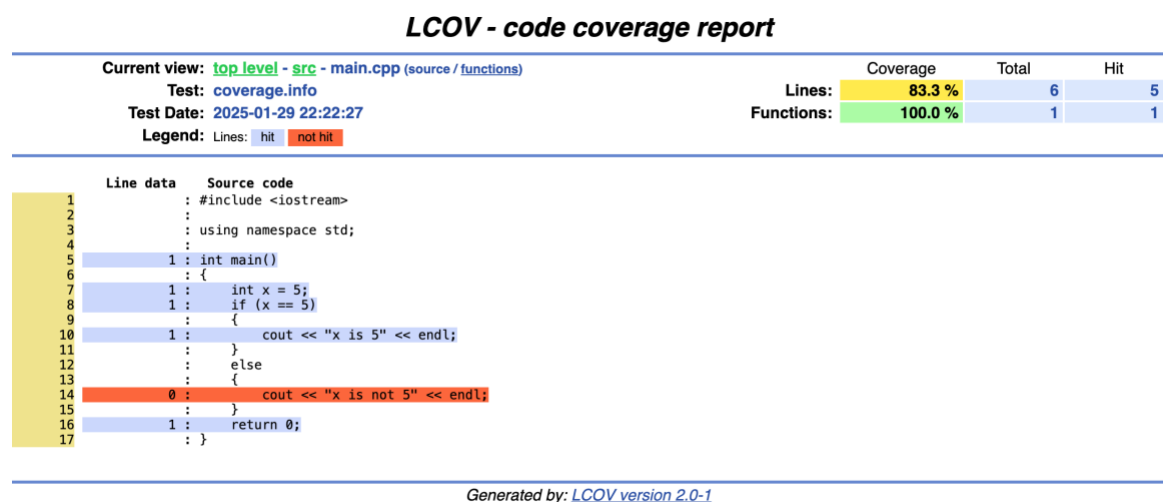 LCOV - code coverage report
Current view: top level - src - main.cpp (source / functions) Coverage Total Hit
Test: coverage.info Lines: 83.3 % 6 5
Test Date: 2025-01-29 22:22:27 Functions: 100.0 % 1 1
Legend: Lines: hit not hit
Line data Source code
1 : #include <iostream>
2 :
3 : using namespace std;
4 :
5 1 : int main()
6 : {
7 1 : int x = 5;
8 1 : if (x == 5)
9 : {
10 1 : cout << "x is 5" << endl;
11 : }
12 : else
13 : {
14 0 : cout << "x is not 5" << endl;
15 : }
16 1 : return 0;
17 : }
Generated by: LCOV version 2.0-1